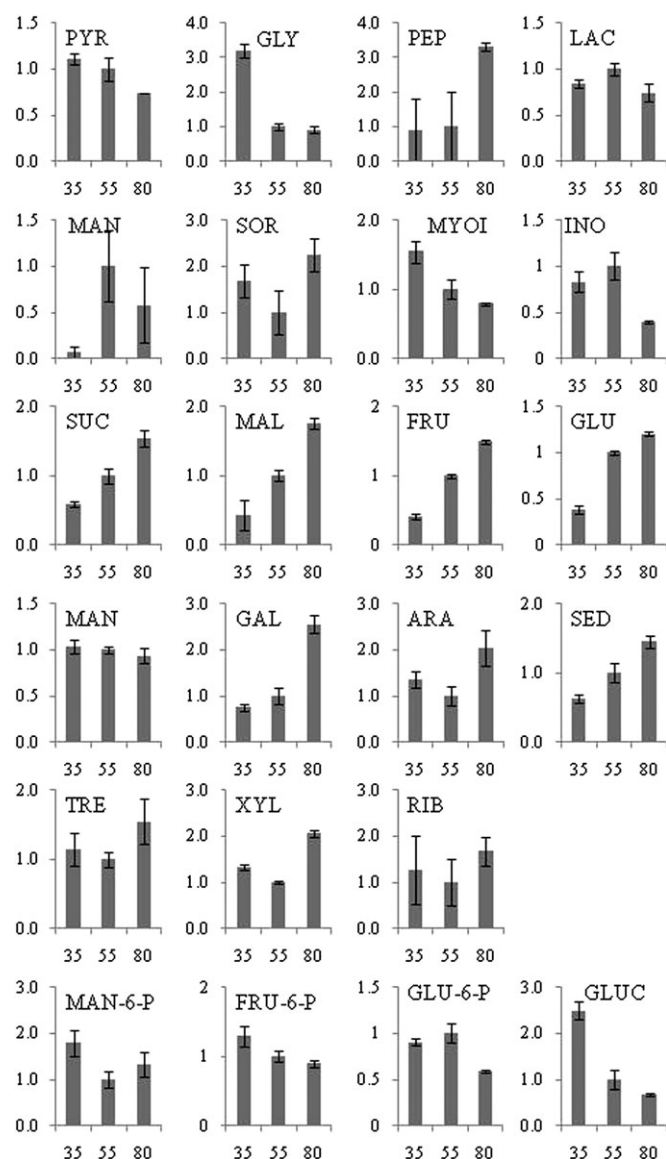 PYR GLY PEP LAC
1.5 4.0 4.0 1.5
1.0 3.0 3.0 1.0
2.0 2.0
0.5 1.0 1.0 0.5
0.0 0.0 0.0 0.0
35 55 80 35 55 80 35 55 80 35 55 80
MAN SOR MYOI INO
1.5 3.0 2.0 1.5
1.0 2.0 1
1.0
0.5 1.0 0.5
0.0 0.0 0.0 0
35 55 80 35 55 80 35 55 80 35 55 80
SUC MAL FRU GLU
2.0 2.0 2 1.5
1
1.0 1.0 1
0.5
0.0 0.0 0 0
35 55 80 35 55 80 35 55 80 35 55 80
MAN GAL ARA SED
1.5 3.0 3.0 2.0
1.0 2.0 2.0
1.0
0.5 1.0 1.0
0.0 0.0 0.0 0.0
35 55 80 35 55 80 35 55 80 35 55 80
TRE XYL RIB
2.0 3.0 3.0
2.0 2.0
1.0
1.0 1.0
0.0 0.0 0.0
35 55 80 35 55 80 35 55 80
MAN-6-P FRU-6-P GLU-6-P GLUC
3.0 2 1.5 3.0
2.0 1 2.0
1
1.0 0.5 1.0
0.0 0 0 0.0
35 55 80 35 55 80 35 55 80 35 55 80